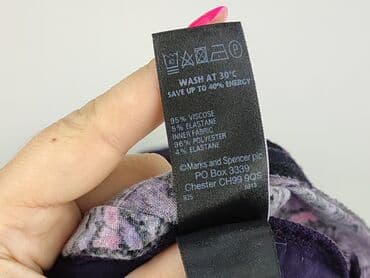 WASH AT 30°C
SAVE UP TO 40% ENERGY
95% VISCOSE
5% ELASTANE
INNER FABRIC
96% POLYESTER
4% ELASTANE
©Marks and Spencer plc
PO Box 3339
Chester CH99 9QS